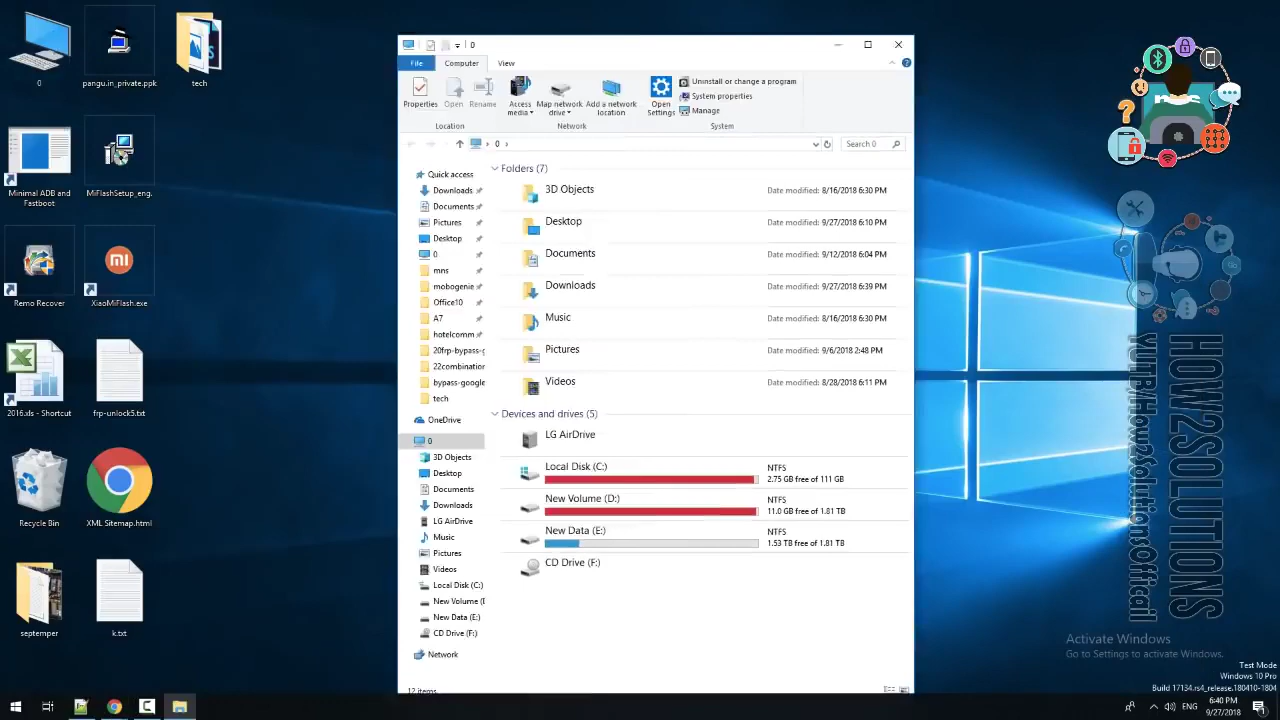 0
pangu.in_private.ppk
tech
Minimal ADB and
Fastboot
MiFlashSetup_eng.
Remo Recover
XiaoMiFlash.exe
2016.xls - Shortcut
frp-unlock5.txt
Recycle Bin
XML Sitemap.html
septemper
k.txt
0
File
Computer
View
Properties
Open
Rename
Access
media
Map network
drive
Add a network
location
Open
Settings
Uninstall or change a program
System properties
Manage
Location
Network
System
0
Search 0
Quick access
Downloads
Documents
Pictures
Desktop
0
mns
mobogenie
Office10
A7
hotelcomm
20frp-bypass-g
22combination
bypass-google
tech
OneDrive
0
3D Objects
Desktop
Documents
Downloads
LG AirDrive
Music
Pictures
Videos
Local Disk (C:)
New Volume (D
New Data (E:)
CD Drive (F:)
Network
Folders (7)
3D Objects Date modified: 8/16/2018 6:30 PM
Desktop Date modified: 9/27/2018 6:10 PM
Documents Date modified: 9/12/2018 6:04 PM
Downloads Date modified: 9/27/2018 6:39 PM
Music Date modified: 8/16/2018 6:30 PM
Pictures Date modified: 9/6/2018 2:48 PM
Videos Date modified: 8/28/2018 6:11 PM
Devices and drives (5)
LG AirDrive
Local Disk (C:) NTFS
2.75 GB free of 111 GB
New Volume (D:) NTFS
11.0 GB free of 1.81 TB
New Data (E:) NTFS
1.53 TB free of 1.81 TB
CD Drive (F:)
12 items
HOW2SOLUTIONS
Activate Windows
Go to Settings to activate Windows.
Test Mode
Windows 10 Pro
Build 17134.rs4_release.180410-1804
ENG
6:40 PM
9/27/2018